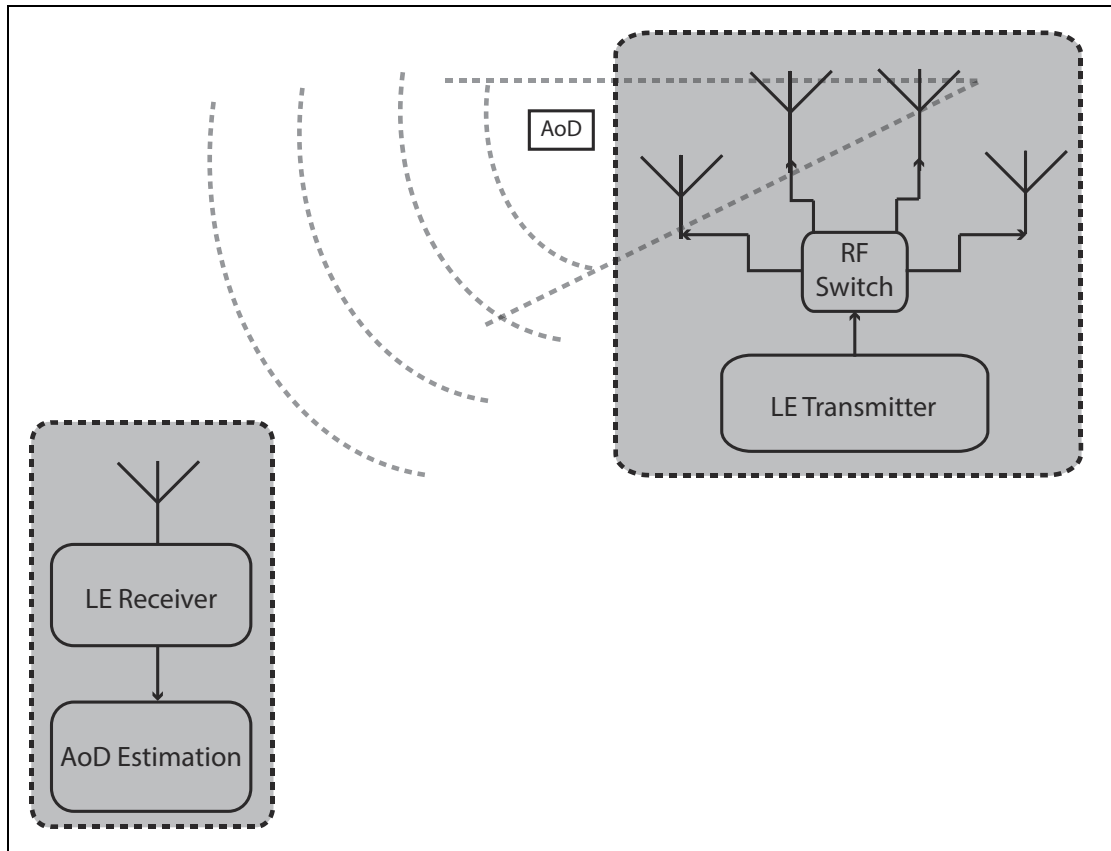 AoD
RF
Switch
LE Transmitter
LE Receiver
AoD Estimation